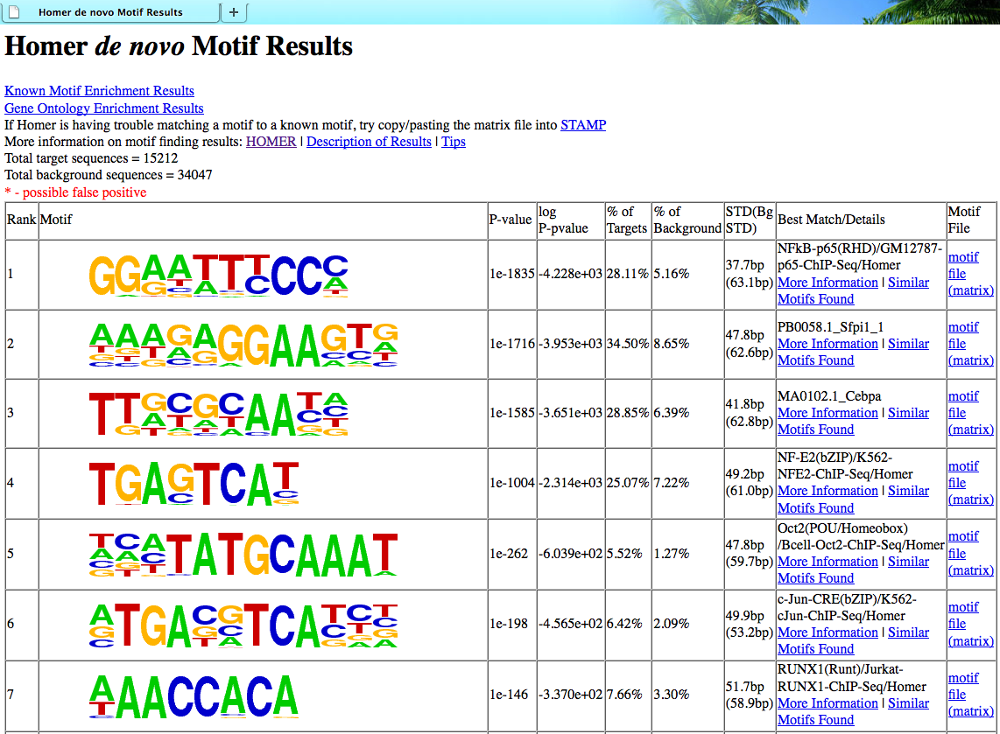 Homer de novo Motif Results
+
Homer de novo Motif Results
Known Motif Enrichment Results
Gene Ontology Enrichment Results
If Homer is having trouble matching a motif to a known motif, try copy/pasting the matrix file into STAMP
More information on motif finding results: HOMER | Description of Results | Tips
Total target sequences = 15212
Total background sequences = 34047
* - possible false positive
Rank Motif P-value log P-pvalue % of Targets % of Background STD(Bg STD) Best Match/Details Motif File
1 GGAATTTCCC 1e-1835 -4.228e+03 28.11% 5.16% 37.7bp (63.1bp) NFkB-p65(RHD)/GM12787-p65-ChIP-Seq/Homer More Information | Similar Motifs Found motif file (matrix)
2 AAAGAGGAAGTG 1e-1716 -3.953e+03 34.50% 8.65% 47.8bp (62.6bp) PB0058.1_Sfpi1_1 More Information | Similar Motifs Found motif file (matrix)
3 TTGCGCAATA 1e-1585 -3.651e+03 28.85% 6.39% 41.8bp (62.8bp) MA0102.1_Cebpa More Information | Similar Motifs Found motif file (matrix)
4 TGAGTCAT 1e-1004 -2.314e+03 25.07% 7.22% 49.2bp (61.0bp) NF-E2(bZIP)/K562-NFE2-ChIP-Seq/Homer More Information | Similar Motifs Found motif file (matrix)
5 TCATATGCAAAT 1e-262 -6.039e+02 5.52% 1.27% 47.8bp (59.7bp) Oct2(POU/Homeobox)/Bcell-Oct2-ChIP-Seq/Homer More Information | Similar Motifs Found motif file (matrix)
6 ATGACGTCATCT 1e-198 -4.565e+02 6.42% 2.09% 49.9bp (53.2bp) c-Jun-CRE(bZIP)/K562-cJun-ChIP-Seq/Homer More Information | Similar Motifs Found motif file (matrix)
7 AAACCACA 1e-146 -3.370e+02 7.66% 3.30% 51.7bp (58.9bp) RUNX1(Runt)/Jurkat-RUNX1-ChIP-Seq/Homer More Information | Similar Motifs Found motif file (matrix)